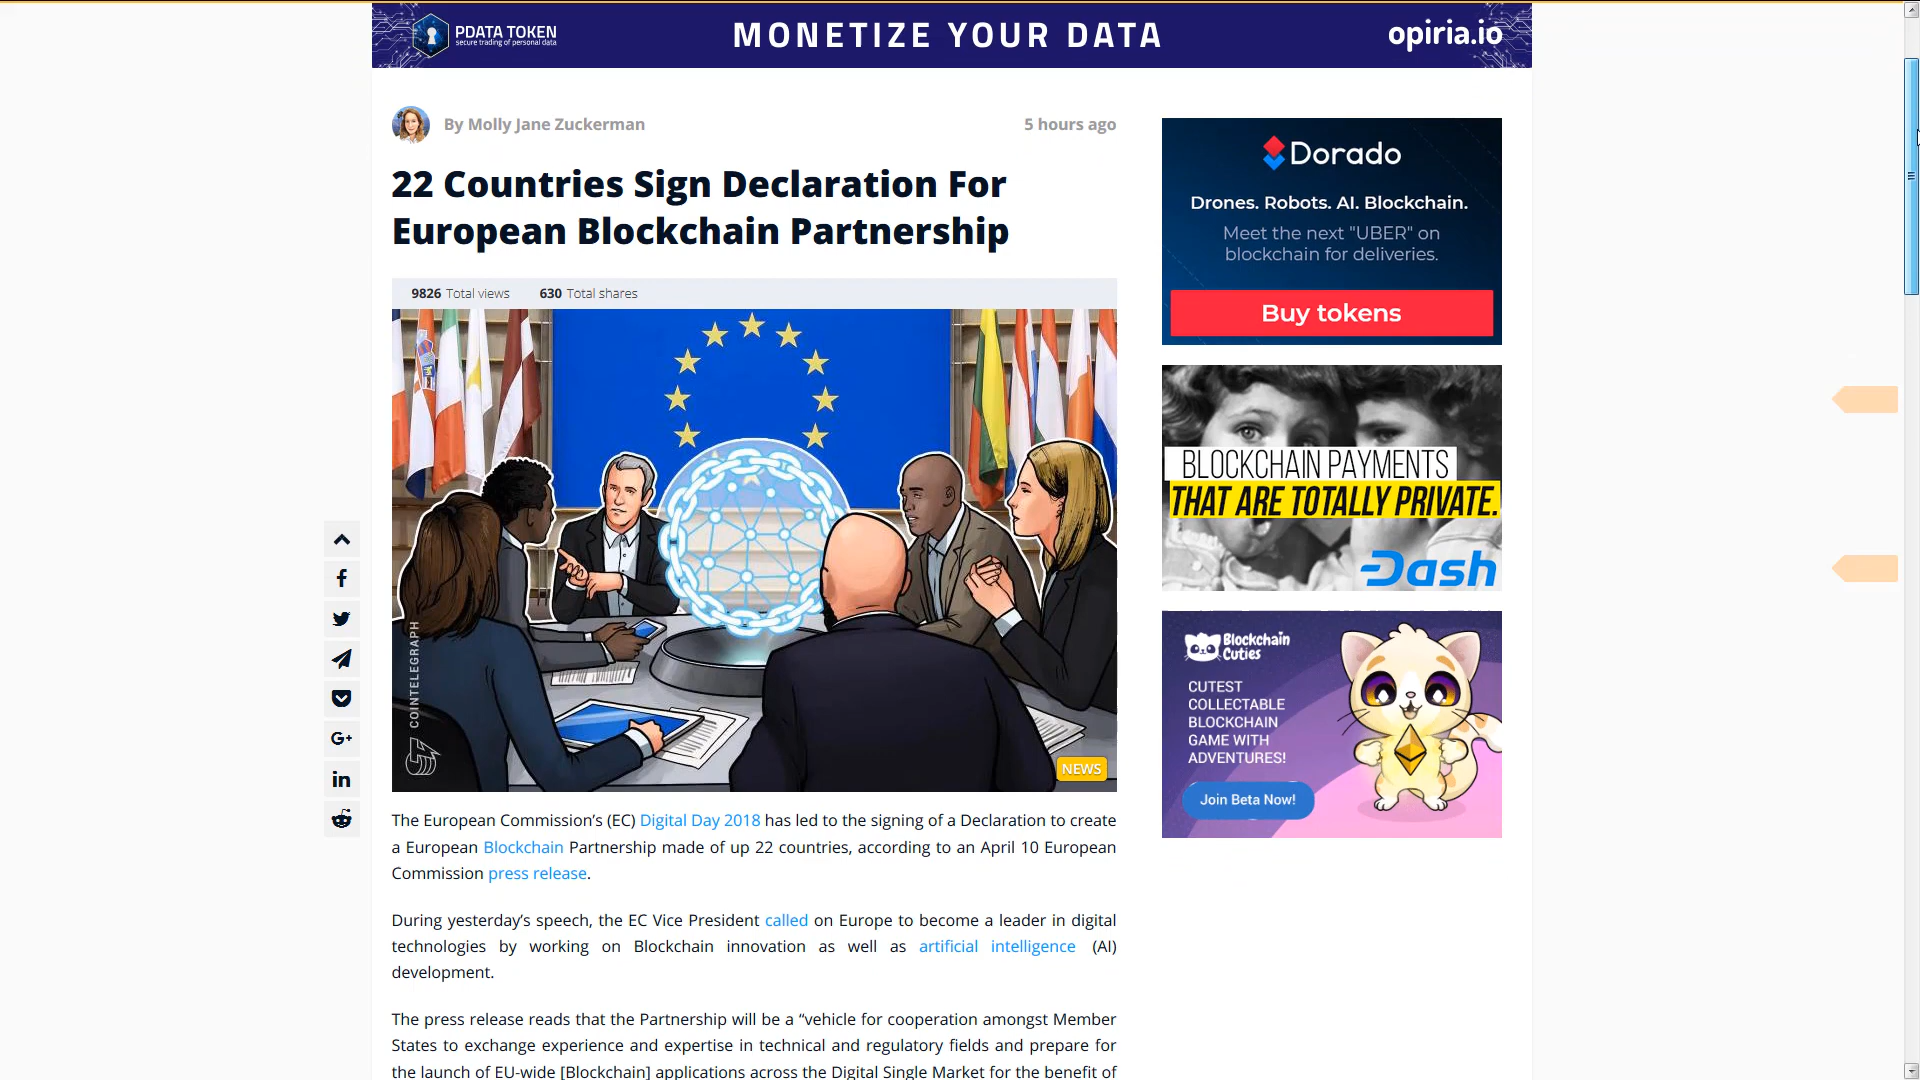 PDATA TOKEN
secure trading of personal data
MONETIZE YOUR DATA
opiria.io
By Molly Jane Zuckerman
5 hours ago
22 Countries Sign Declaration For
European Blockchain Partnership
9826 Total views 630 Total shares
COINTELEGRAPH
NEWS
G+
in
The European Commission’s (EC) Digital Day 2018 has led to the signing of a Declaration to create
a European Blockchain Partnership made of up 22 countries, according to an April 10 European
Commission press release.
During yesterday’s speech, the EC Vice President called on Europe to become a leader in digital
technologies by working on Blockchain innovation as well as artificial intelligence (AI)
development.
The press release reads that the Partnership will be a “vehicle for cooperation amongst Member
States to exchange experience and expertise in technical and regulatory fields and prepare for
the launch of EU-wide [Blockchain] applications across the Digital Single Market for the benefit of
Dorado
Drones. Robots. AI. Blockchain.
Meet the next "UBER" on
blockchain for deliveries.
Buy tokens
BLOCKCHAIN PAYMENTS
THAT ARE TOTALLY PRIVATE.
Dash
Blockchain
Cuties
CUTEST
COLLECTABLE
BLOCKCHAIN
GAME WITH
ADVENTURES!
Join Beta Now!